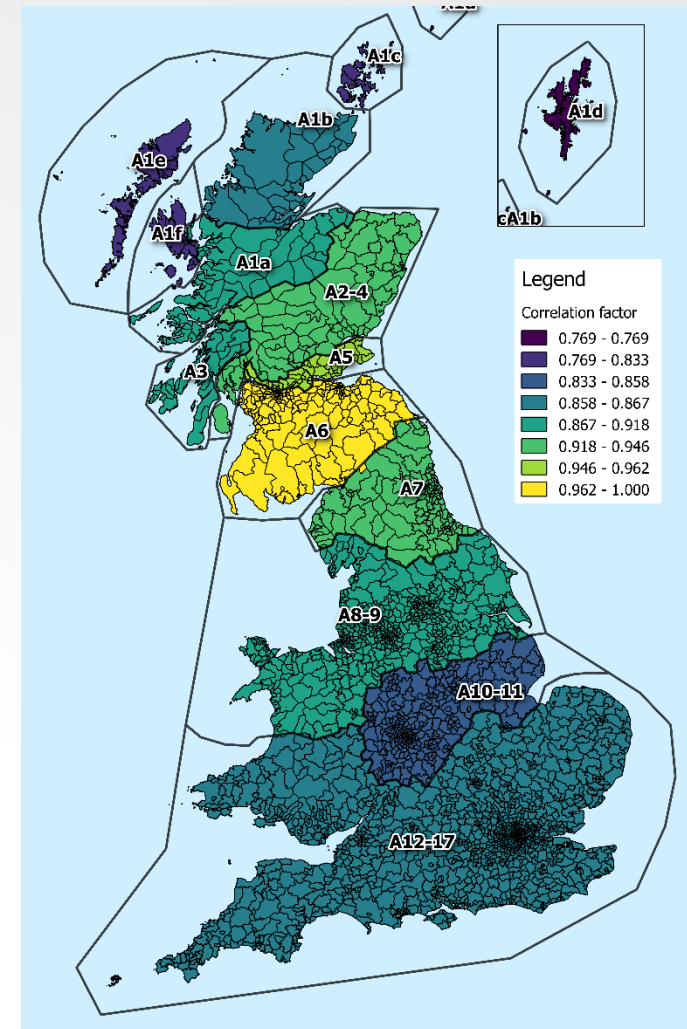 A1d
A1c
A1b
A1d
A1e
cA1b
A1f
A1a
A2-4
A5
A3
A6
A7
A8-9
A10-11
A12-17
Legend
Correlation factor
0.769 - 0.769
0.769 - 0.833
0.833 - 0.858
0.858 - 0.867
0.867 - 0.918
0.918 - 0.946
0.946 - 0.962
0.962 - 1.000